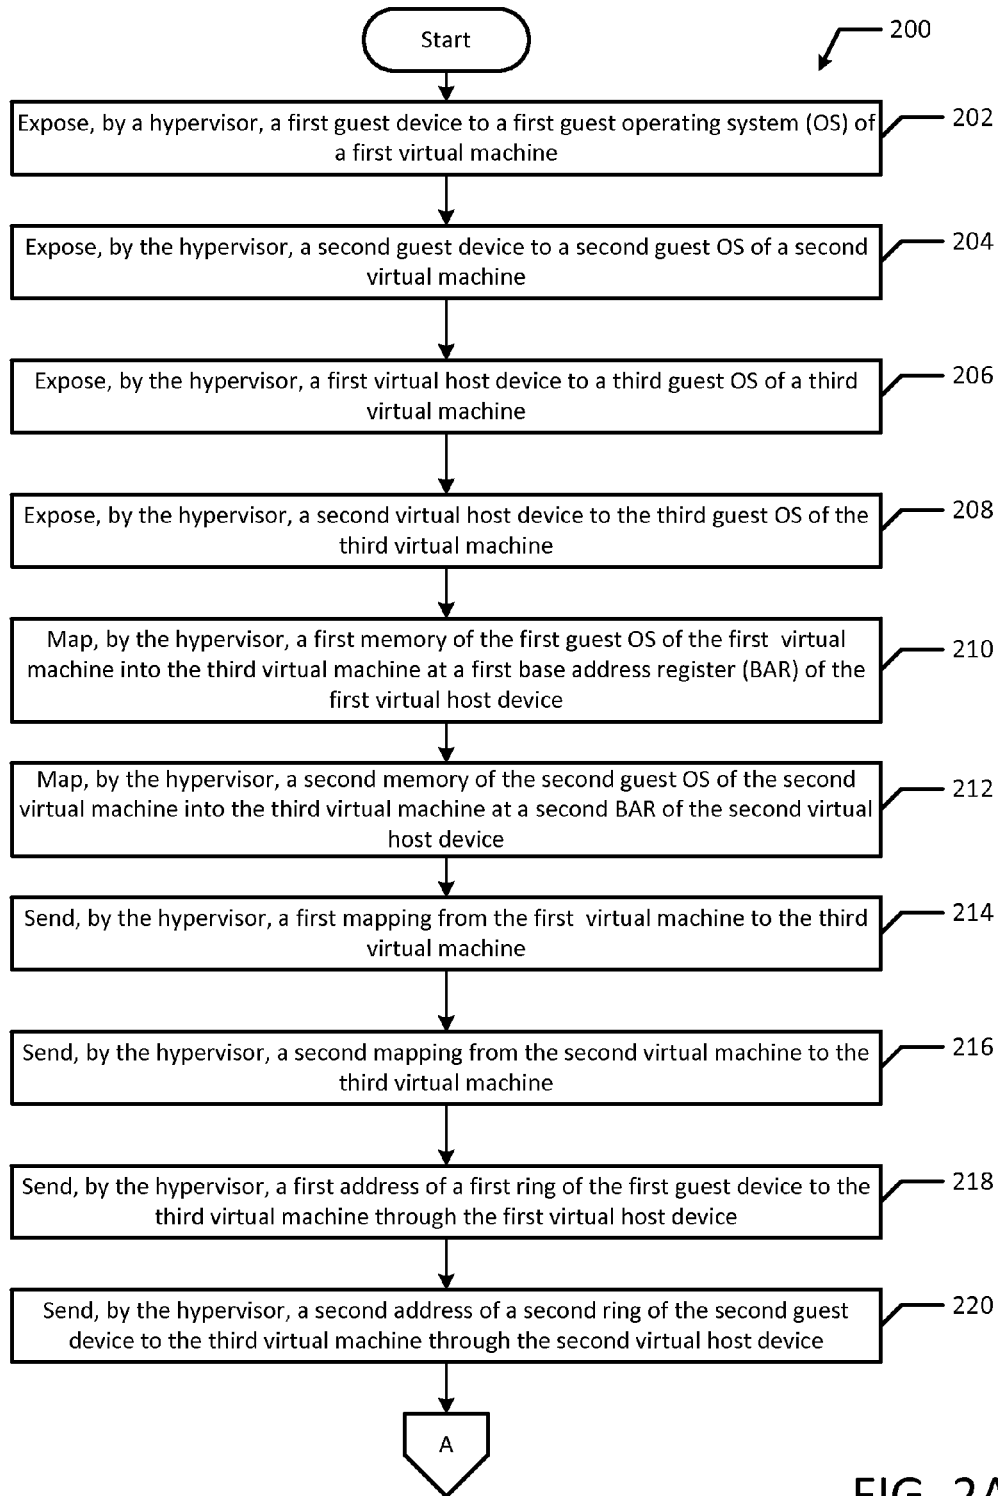 Start
200
Expose, by a hypervisor, a first guest device to a first guest operating system (OS) of
a first virtual machine
202
Expose, by the hypervisor, a second guest device to a second guest OS of a second
virtual machine
204
Expose, by the hypervisor, a first virtual host device to a third guest OS of a third
virtual machine
206
Expose, by the hypervisor, a second virtual host device to the third guest OS of the
third virtual machine
208
Map, by the hypervisor, a first memory of the first guest OS of the first virtual
machine into the third virtual machine at a first base address register (BAR) of the
first virtual host device
210
Map, by the hypervisor, a second memory of the second guest OS of the second
virtual machine into the third virtual machine at a second BAR of the second virtual
host device
212
Send, by the hypervisor, a first mapping from the first virtual machine to the third
virtual machine
214
Send, by the hypervisor, a second mapping from the second virtual machine to the
third virtual machine
216
Send, by the hypervisor, a first address of a first ring of the first guest device to the
third virtual machine through the first virtual host device
218
Send, by the hypervisor, a second address of a second ring of the second guest
device to the third virtual machine through the second virtual host device
220
A
FIG. 2A